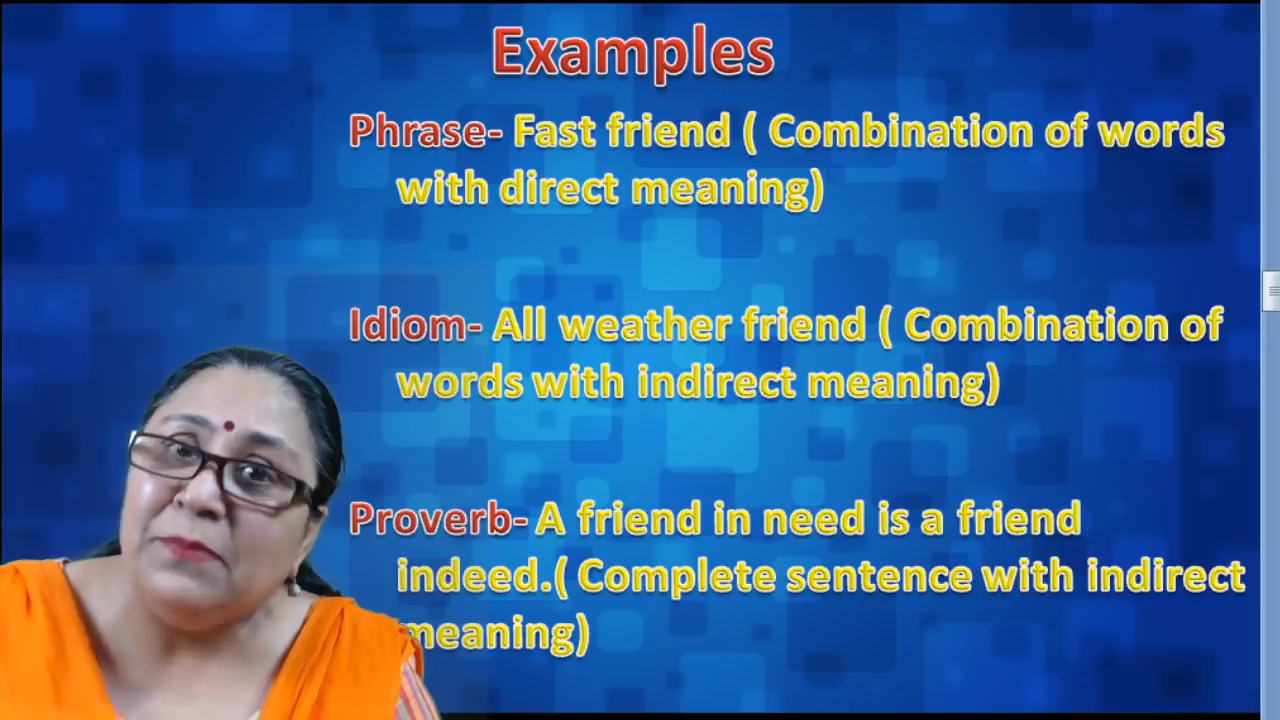 Examples
Phrase- Fast friend ( Combination of words
with direct meaning)
Idiom- All weather friend ( Combination of
words with indirect meaning)
Proverb- A friend in need is a friend
indeed.( Complete sentence with indirect
meaning)